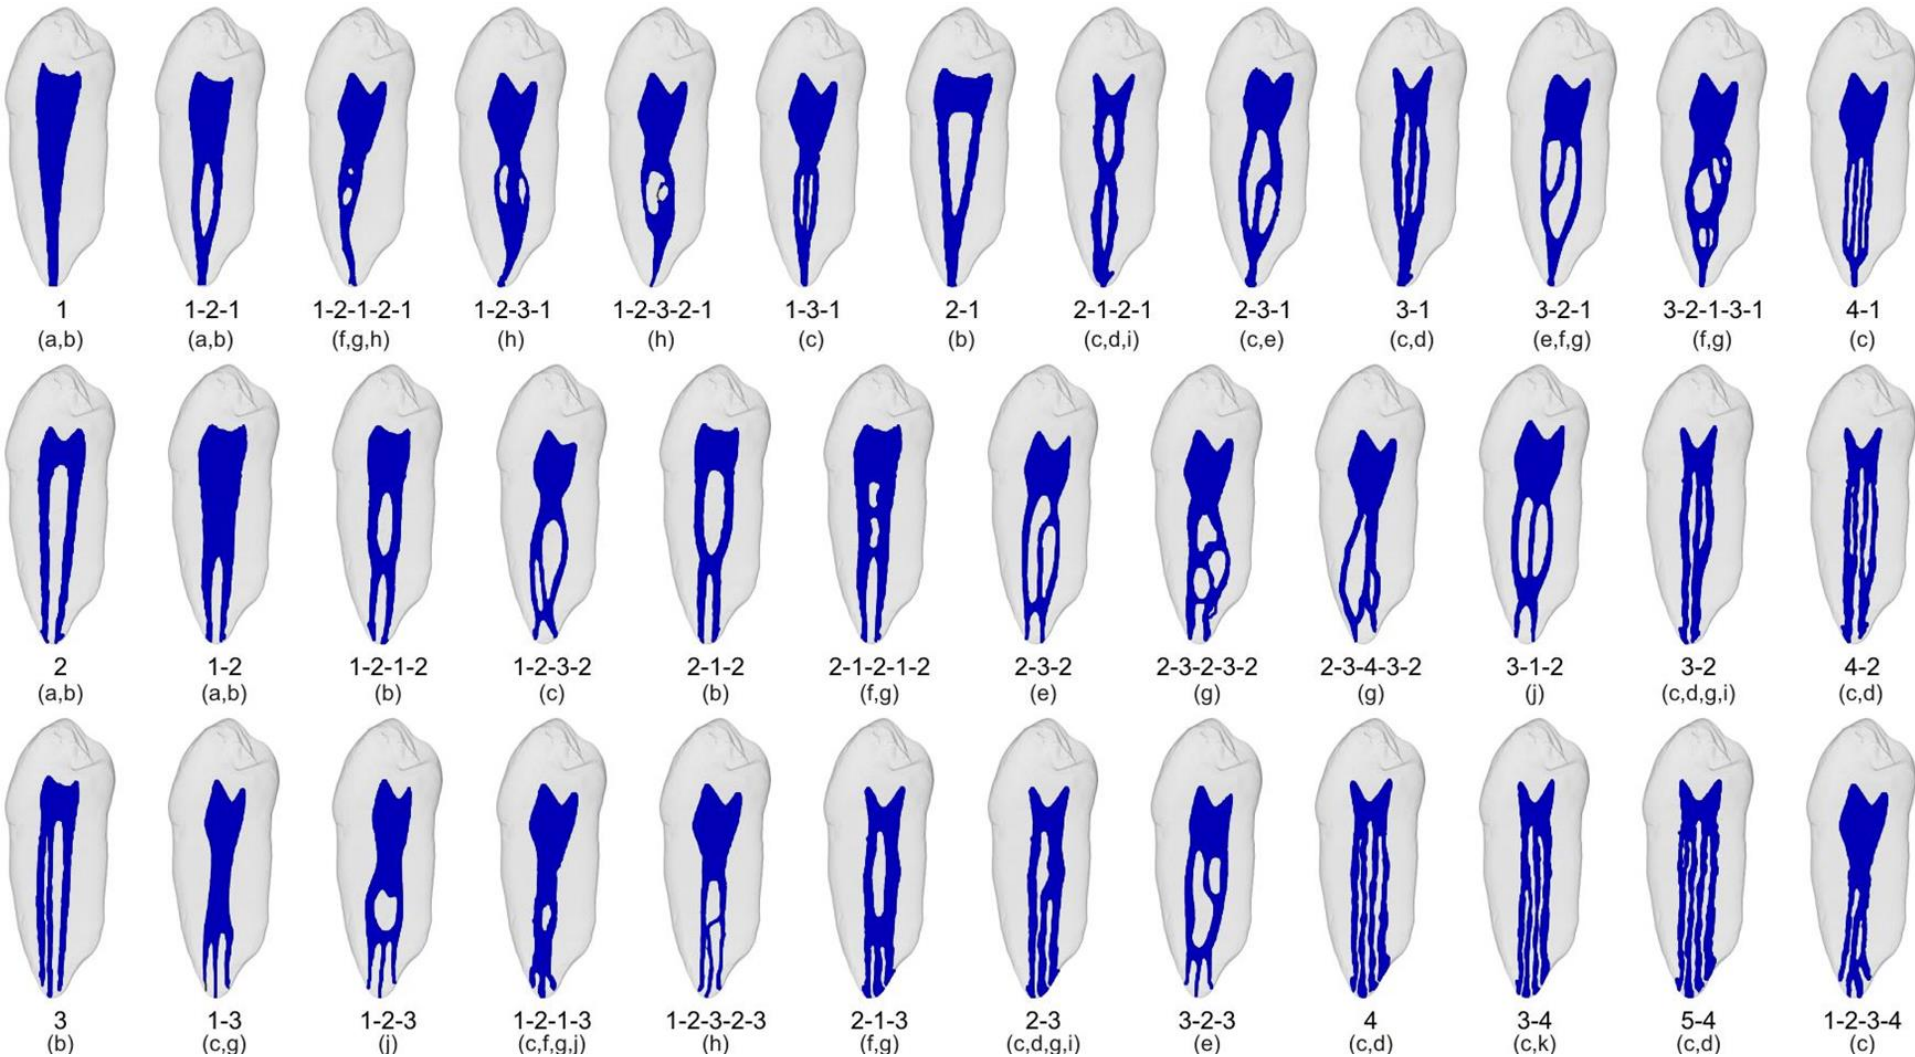 1 1-2-1 1-2-1-2-1 1-2-3-1 1-2-3-2-1 1-3-1 2-1 2-1-2-1 2-3-1 3-1 3-2-1 3-2-1-3-1 4-1
(a,b) (a,b) (f,g,h) (h) (h) (c) (b) (c,d,i) (c,e) (c,d) (e,f,g) (f,g) (c)
2 1-2 1-2-1-2 1-2-3-2 2-1-2 2-1-2-1-2 2-3-2 2-3-2-3-2 2-3-4-3-2 3-1-2 3-2 4-2
(a,b) (a,b) (b) (c) (b) (f,g) (e) (g) (g) (j) (c,d,g,i) (c,d)
3 1-3 1-2-3 1-2-1-3 1-2-3-2-3 2-1-3 2-3 3-2-3 4 3-4 5-4 1-2-3-4
(b) (c,g) (j) (c,f,g,j) (h) (f,g) (c,d,g,i) (e) (c,d) (c,k) (c,d) (c)